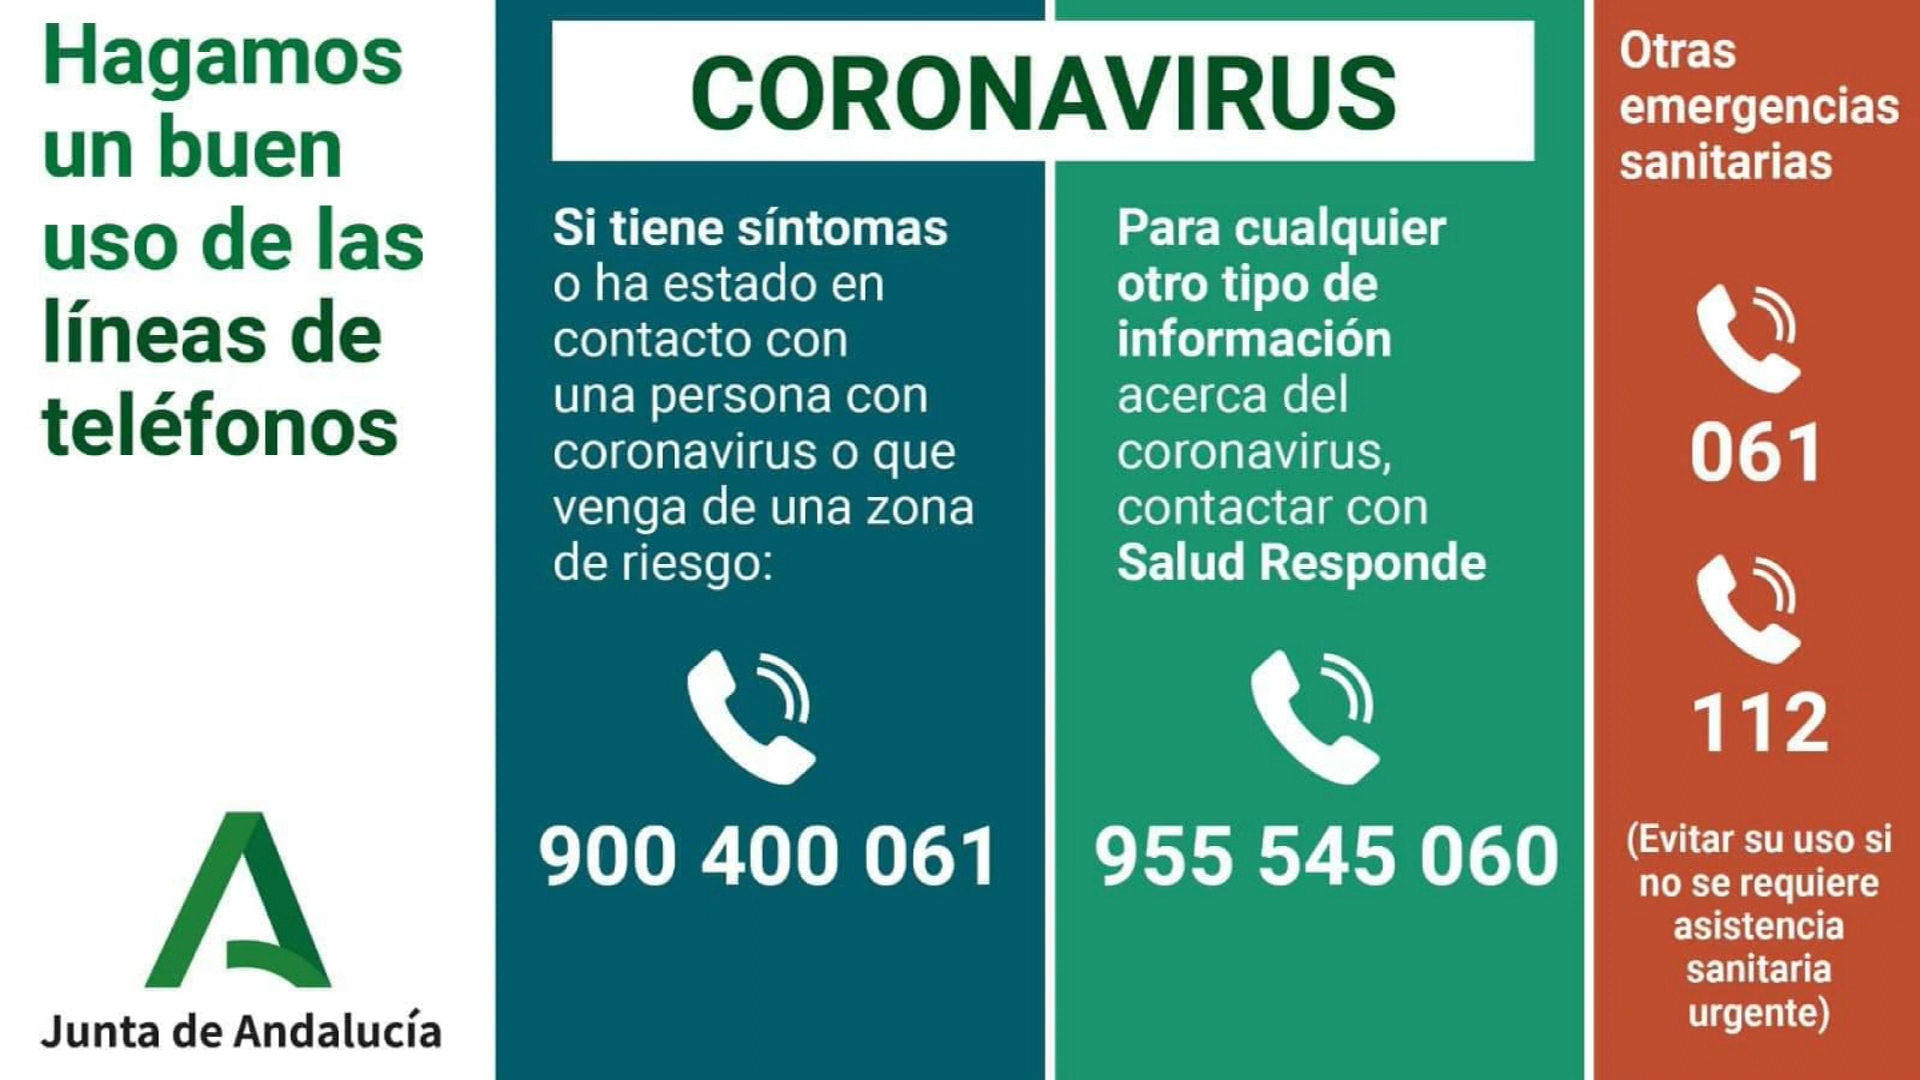 Hagamos
un buen
uso de las
líneas de
teléfonos
Junta de Andalucía
CORONAVIRUS
Si tiene síntomas
o ha estado en
contacto con
una persona con
coronavirus o que
venga de una zona
de riesgo:
900 400 061
Para cualquier
otro tipo de
información
acerca del
coronavirus,
contactar con
Salud Responde
955 545 060
Otras
emergencias
sanitarias
061
112
(Evitar su uso si
no se requiere
asistencia
sanitaria
urgente)